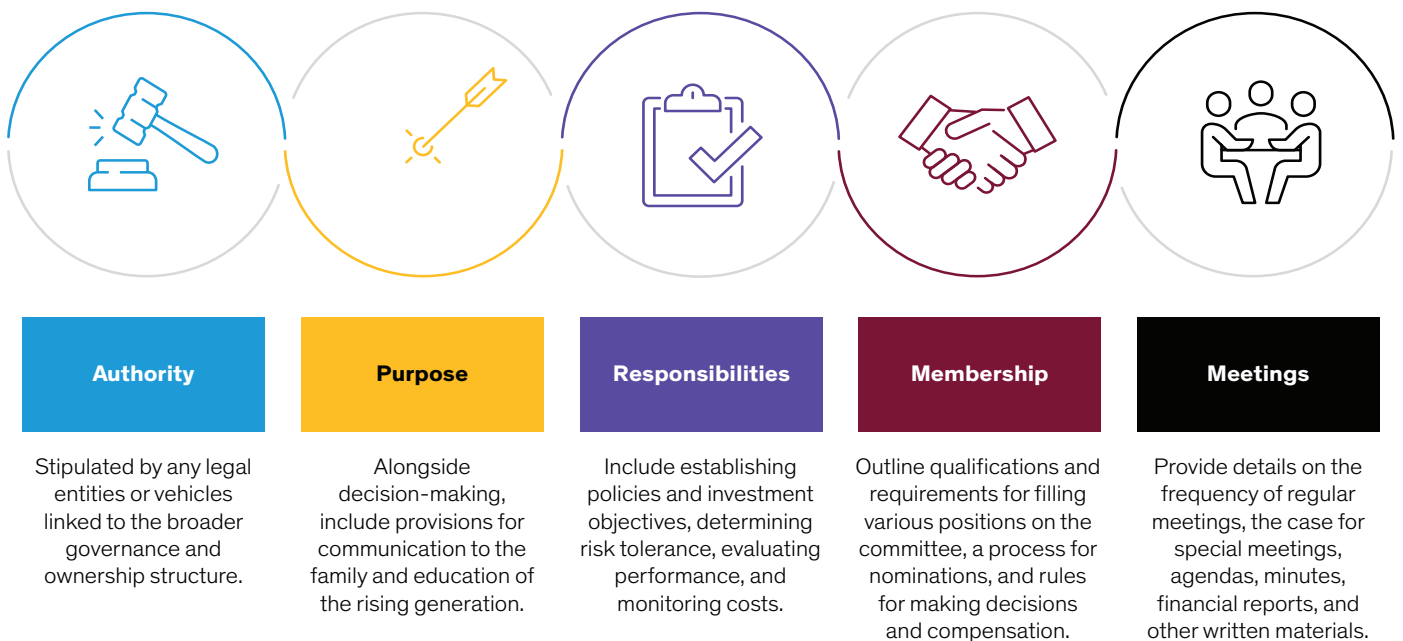 Authority
Stipulated by any legal
entities or vehicles
linked to the broader
governance and
ownership structure.
Purpose
Alongside
decision-making,
include provisions for
communication to the
family and education of
the rising generation.
Responsibilities
Include establishing
policies and investment
objectives, determining
risk tolerance, evaluating
performance, and
monitoring costs.
Membership
Outline qualifications and
requirements for filling
various positions on the
committee, a process for
nominations, and rules
for making decisions
and compensation.
Meetings
Provide details on the
frequency of regular
meetings, the case for
special meetings,
agendas, minutes,
financial reports, and
other written materials.